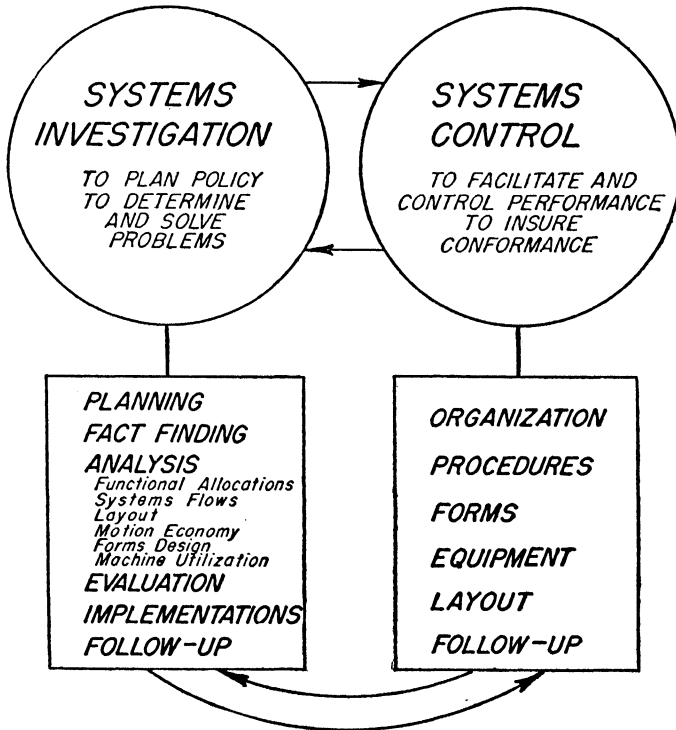 SYSTEMS
INVESTIGATION
TO PLAN POLICY
TO DETERMINE
AND SOLVE
PROBLEMS
SYSTEMS
CONTROL
TO FACILITATE AND
CONTROL PERFORMANCE
TO INSURE
CONFORMANCE
PLANNING
FACT FINDING
ANALYSIS
Functional Allocations
Systems Flows
Layout
Motion Economy
Forms Design
Machine Utilization
EVALUATION
IMPLEMENTATIONS
FOLLOW-UP
ORGANIZATION
PROCEDURES
FORMS
EQUIPMENT
LAYOUT
FOLLOW-UP